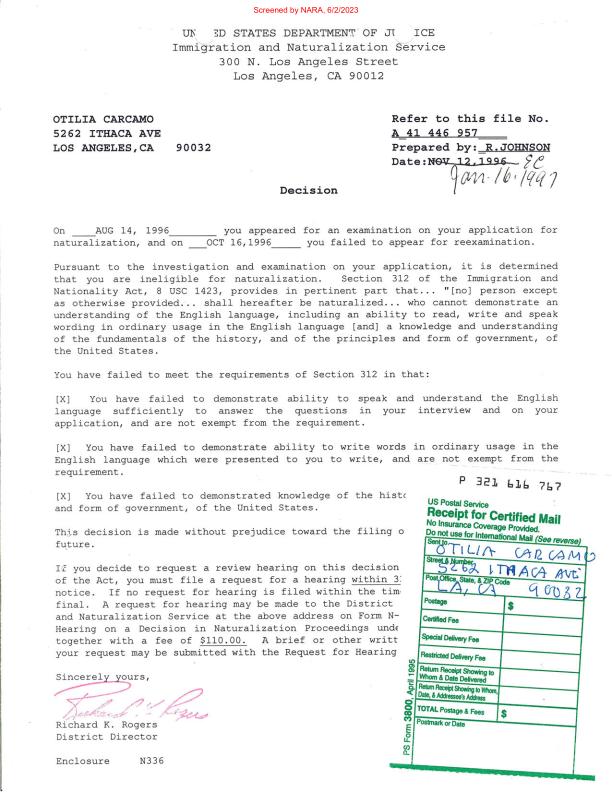 Screened by NARA, 6/2/2023
UN ED STATES DEPARTMENT OF JU ICE
Immigration and Naturalization Service
300 N. Los Angeles Street
Los Angeles, CA 90012
OTILIA CARCAMO
5262 ITHACA AVE
LOS ANGELES,CA 90032
Refer to this file No.
A 41 446 957
Prepared by: R.JOHNSON
Date:NOV 12,1996 EC
Jan. 16. 1997
Decision
On ____AUG 14, 1996________ you appeared for an examination on your application for
naturalization, and on ___OCT 16,1996_____ you failed to appear for reexamination.
Pursuant to the investigation and examination on your application, it is determined
that you are ineligible for naturalization. Section 312 of the Immigration and
Nationality Act, 8 USC 1423, provides in pertinent part that... "[no] person except
as otherwise provided... shall hereafter be naturalized... who cannot demonstrate an
understanding of the English language, including an ability to read, write and speak
wording in ordinary usage in the English language [and] a knowledge and understanding
of the fundamentals of the history, and of the principles and form of government, of
the United States.
You have failed to meet the requirements of Section 312 in that:
[X] You have failed to demonstrate ability to speak and understand the English
language sufficiently to answer the questions in your interview and on your
application, and are not exempt from the requirement.
[X] You have failed to demonstrate ability to write words in ordinary usage in the
English language which were presented to you to write, and are not exempt from the
requirement.
[X] You have failed to demonstrated knowledge of the histo
and form of government, of the United States.
This decision is made without prejudice toward the filing o
future.
If you decide to request a review hearing on this decision
of the Act, you must file a request for a hearing within 3
notice. If no request for hearing is filed within the tim
final. A request for hearing may be made to the District
and Naturalization Service at the above address on Form N-
Hearing on a Decision in Naturalization Proceedings unde
together with a fee of $110.00. A brief or other writt
your request may be submitted with the Request for Hearing
Sincerely yours,
Richard K. Rogers
Richard K. Rogers
District Director
Enclosure N336
P 321 616 767
US Postal Service
Receipt for Certified Mail
No Insurance Coverage Provided.
Do not use for International Mail (See reverse)
Sent to
OTILIA CARCAMO
Street & Number
5262 ITHACA AVE
Post Office, State, & ZIP Code
LA, CA 90032
Postage $
Certified Fee
Special Delivery Fee
Restricted Delivery Fee
Return Receipt Showing to
Whom & Date Delivered
Return Receipt Showing to Whom,
Date, & Addressee's Address
TOTAL Postage & Fees $
Postmark or Date
PS Form 3800, April 1995